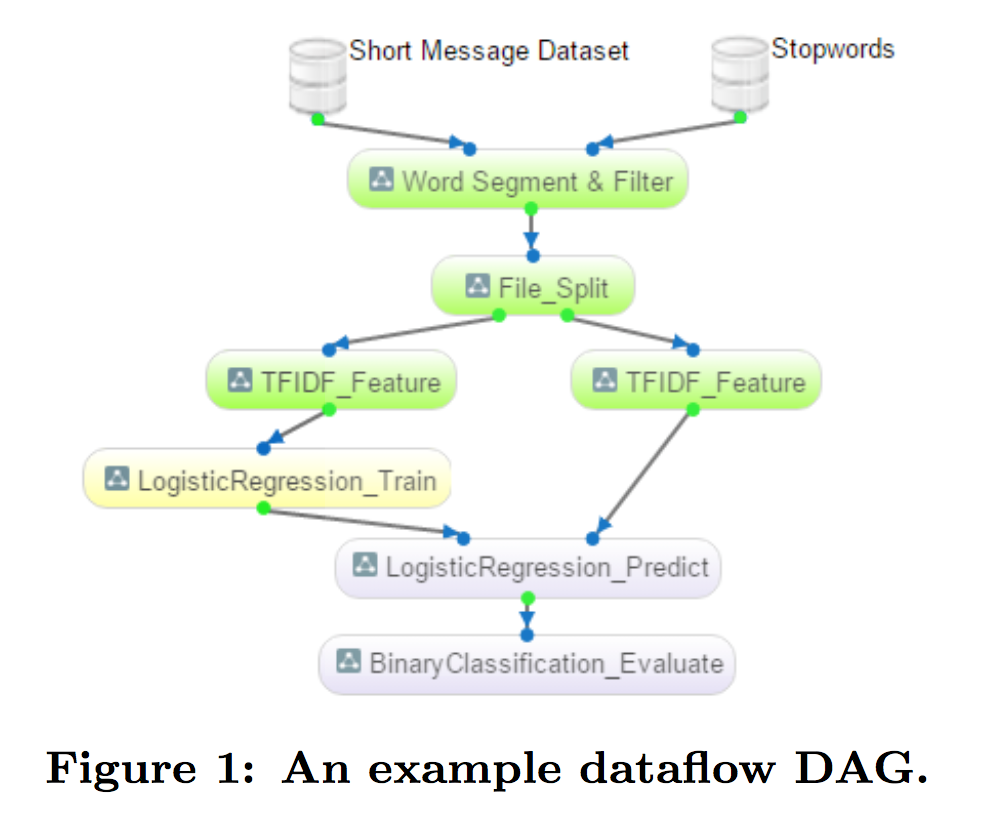 Short Message Dataset
Stopwords
Word Segment & Filter
File_Split
TFIDF_Feature
TFIDF_Feature
LogisticRegression_Train
LogisticRegression_Predict
BinaryClassification_Evaluate
Figure 1: An example dataflow DAG.